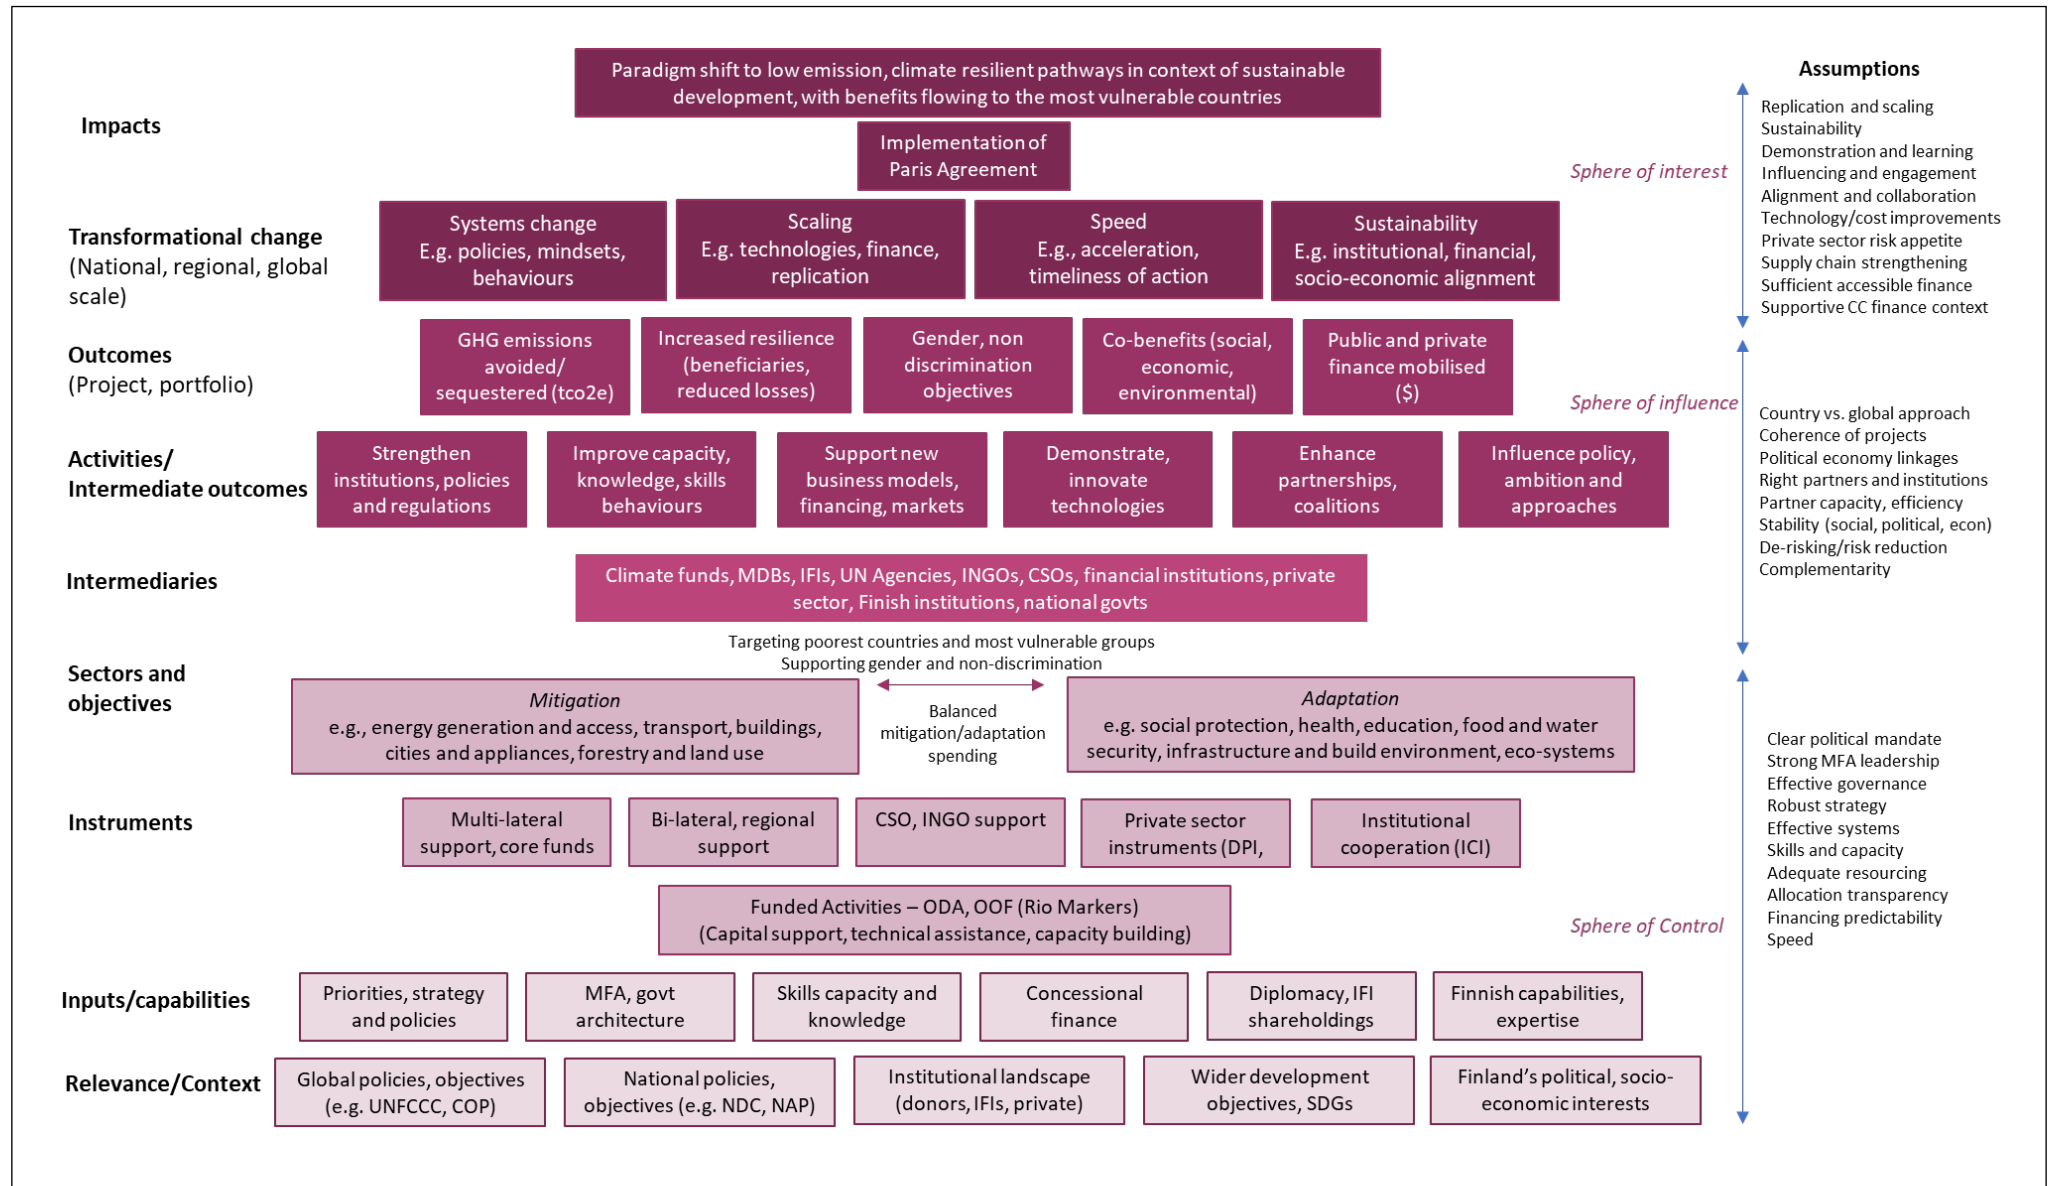 Paradigm shift to low emission, climate resilient pathways in context of sustainable
development, with benefits flowing to the most vulnerable countries
Impacts
Implementation of
Paris Agreement
Transformational change
(National, regional, global
scale)
Systems change
E.g. policies, mindsets,
behaviours
Scaling
E.g. technologies, finance,
replication
Speed
E.g., acceleration,
timeliness of action
Sustainability
E.g. institutional, financial,
socio-economic alignment
Outcomes
(Project, portfolio)
GHG emissions
avoided/
sequestered (tco2e)
Increased resilience
(beneficiaries,
reduced losses)
Gender, non
discrimination
objectives
Co-benefits (social,
economic,
environmental)
Public and private
finance mobilised
($)
Activities/
Intermediate outcomes
Strengthen
institutions, policies
and regulations
Improve capacity,
knowledge, skills
behaviours
Support new
business models,
financing, markets
Demonstrate,
innovate
technologies
Enhance
partnerships,
coalitions
Influence policy,
ambition and
approaches
Intermediaries
Climate funds, MDBs, IFIs, UN Agencies, INGOs, CSOs, financial institutions, private
sector, Finish institutions, national govts
Targeting poorest countries and most vulnerable groups
Supporting gender and non-discrimination
Sectors and
objectives
Mitigation
e.g., energy generation and access, transport, buildings,
cities and appliances, forestry and land use
Balanced
mitigation/adaptation
spending
Adaptation
e.g. social protection, health, education, food and water
security, infrastructure and build environment, eco-systems
Instruments
Multi-lateral
support, core funds
Bi-lateral, regional
support
CSO, INGO support
Private sector
instruments (DPI,
Institutional
cooperation (ICI)
Funded Activities – ODA, OOF (Rio Markers)
(Capital support, technical assistance, capacity building)
Inputs/capabilities
Priorities, strategy
and policies
MFA, govt
architecture
Skills capacity and
knowledge
Concessional
finance
Diplomacy, IFI
shareholdings
Finnish capabilities,
expertise
Relevance/Context
Global policies, objectives
(e.g. UNFCCC, COP)
National policies,
objectives (e.g. NDC, NAP)
Institutional landscape
(donors, IFIs, private)
Wider development
objectives, SDGs
Finland's political, socio-
economic interests
Sphere of interest
Sphere of influence
Sphere of Control
Assumptions
Replication and scaling
Sustainability
Demonstration and learning
Influencing and engagement
Alignment and collaboration
Technology/cost improvements
Private sector risk appetite
Supply chain strengthening
Sufficient accessible finance
Supportive CC finance context
Country vs. global approach
Coherence of projects
Political economy linkages
Right partners and institutions
Partner capacity, efficiency
Stability (social, political, econ)
De-risking/risk reduction
Complementarity
Clear political mandate
Strong MFA leadership
Effective governance
Robust strategy
Effective systems
Skills and capacity
Adequate resourcing
Allocation transparency
Financing predictability
Speed